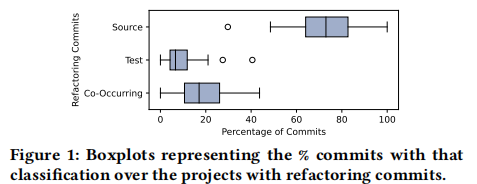 Refactoring Commits
Source
Test
Co-Occurring
0 20 40 60 80 100
Percentage of Commits
Figure 1: Boxplots representing the % commits with that
classification over the projects with refactoring commits.